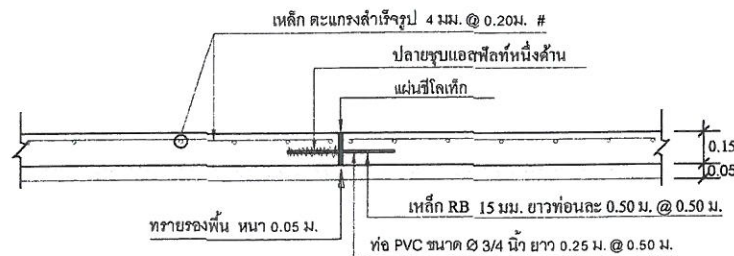 เหล็ก ตะแกรงสำเร็จรูป 4 มม. @ 0.20ม. #
ปลายชุบแอสฟัลท์หนึ่งด้าน
แผ่นซีโลเท็ก
0.15
0.05
เหล็ก RB 15 มม. ยาวท่อนละ 0.50 ม. @ 0.50 ม.
ทรายรองพื้น หนา 0.05 ม.
ท่อ PVC ขนาด Ø 3/4 นิ้ว ยาว 0.25 ม. @ 0.50 ม.